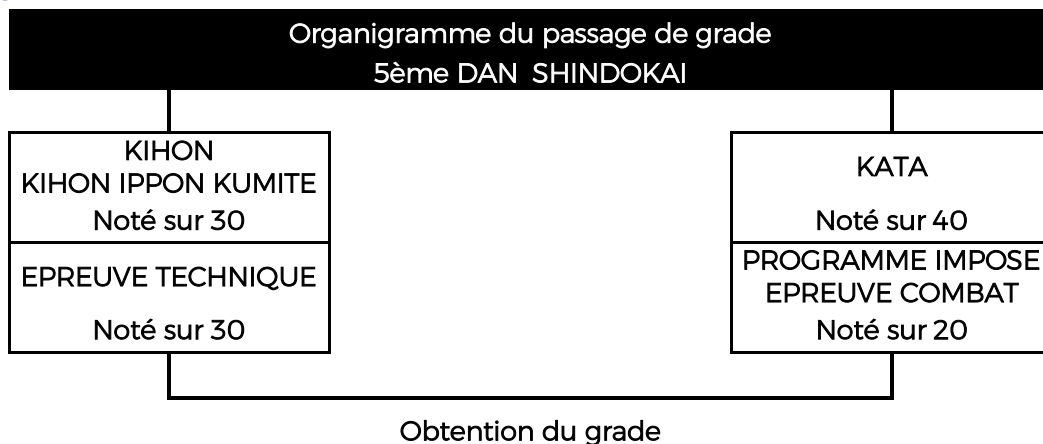 Organigramme du passage de grade
5ème DAN SHINDOKAI
KIHON
KIHON IPPON KUMITE
Noté sur 30
EPREUVE TECHNIQUE
Noté sur 30
KATA
Noté sur 40
PROGRAMME IMPOSE
EPREUVE COMBAT
Noté sur 20
Obtention du grade